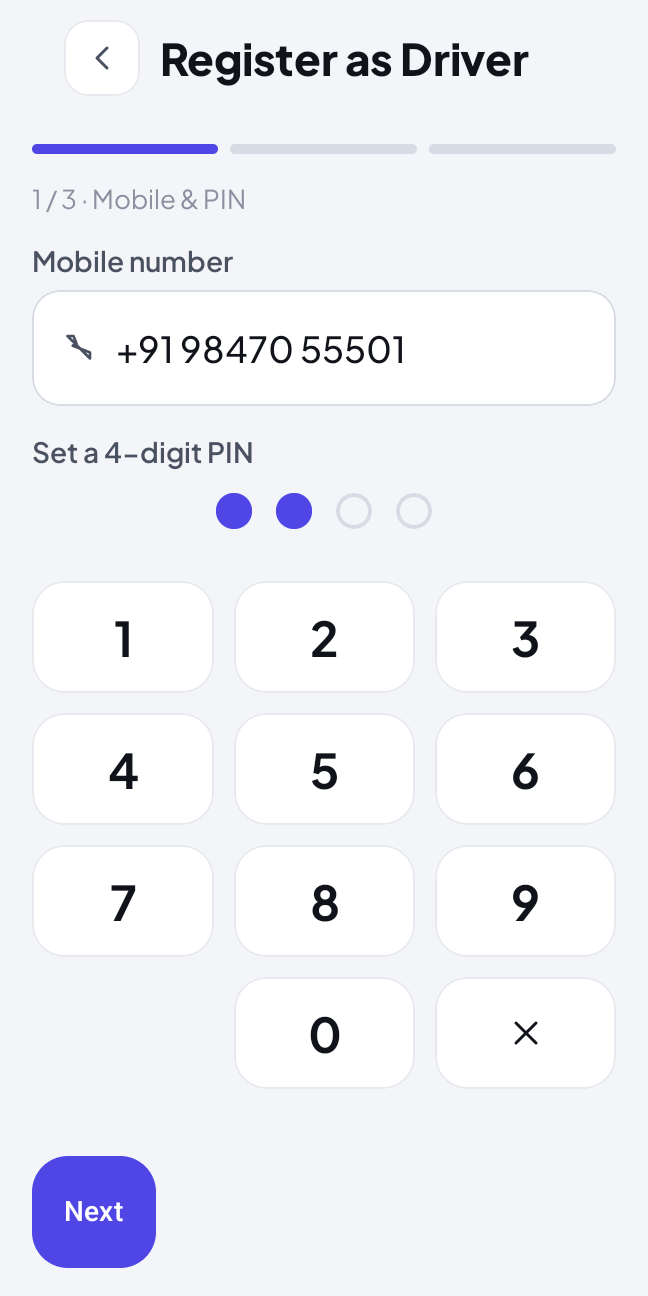 Register as Driver
1 / 3 · Mobile & PIN
Mobile number
+91 98470 55501
Set a 4–digit PIN
1 2 3
4 5 6
7 8 9
0
Next